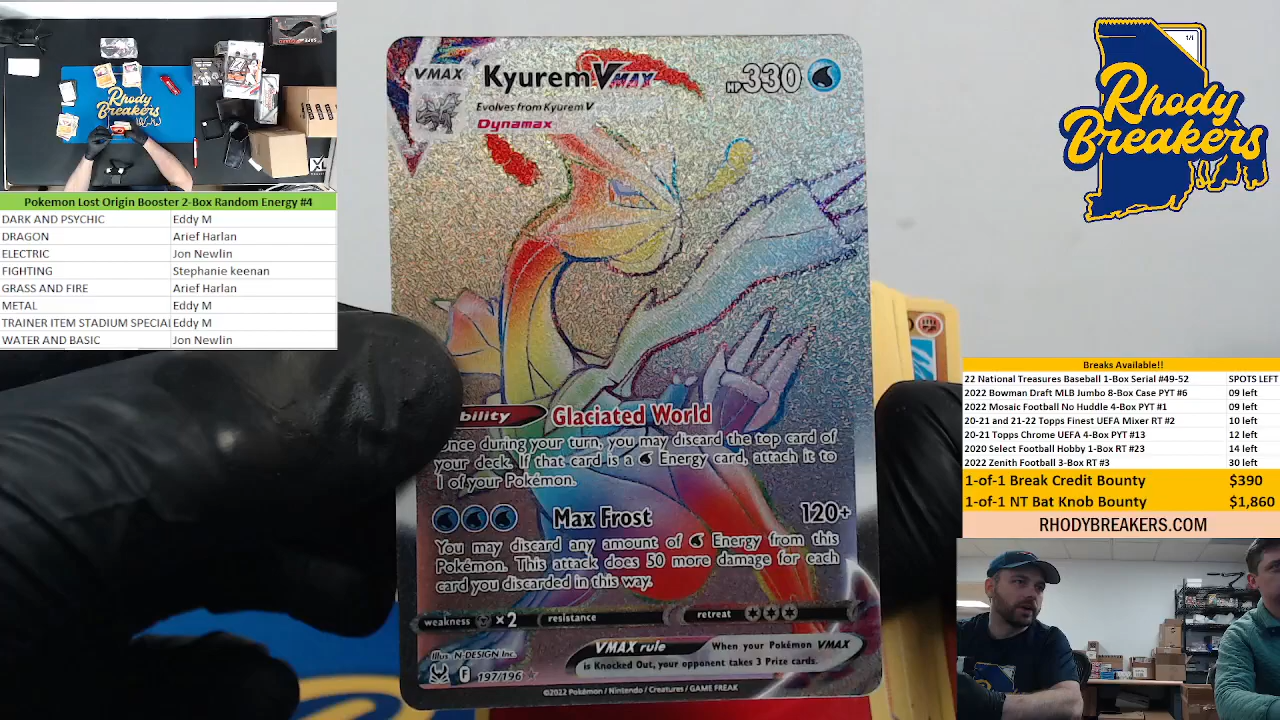 Rhody
Breakers
Pokemon Lost Origin Booster 2-Box Random Energy #4
DARK AND PSYCHIC Eddy M
DRAGON Arief Harlan
ELECTRIC Jon Newlin
FIGHTING Stephanie keenan
GRASS AND FIRE Arief Harlan
METAL Eddy M
TRAINER ITEM STADIUM SPECIAL Eddy M
WATER AND BASIC Jon Newlin
VMAX Kyurem VMAX HP 330
Evolves from Kyurem V
Dynamax
bility Glaciated World
Once during your turn, you may discard the top card of
your deck. If that card is a Energy card, attach it to
1 of your Pokémon.
Max Frost 120+
You may discard any amount of Energy from this
Pokémon. This attack does 50 more damage for each
card you discarded in this way.
weakness ×2 resistance retreat
VMAX rule When your Pokémon VMAX
is Knocked Out, your opponent takes 3 Prize cards.
Illus. N-DESIGN Inc.
F 197/196
©2022 Pokémon / Nintendo / Creatures / GAME FREAK
1/1
Rhody
Breakers
Breaks Available!!
22 National Treasures Baseball 1-Box Serial #49-52 SPOTS LEFT
2022 Bowman Draft MLB Jumbo 8-Box Case PYT #6 09 left
2022 Mosaic Football No Huddle 4-Box PYT #1 09 left
20-21 and 21-22 Topps Finest UEFA Mixer RT #2 10 left
20-21 Topps Chrome UEFA 4-Box PYT #13 12 left
2020 Select Football Hobby 1-Box RT #23 14 left
2022 Zenith Football 3-Box RT #3 30 left
1-of-1 Break Credit Bounty $390
1-of-1 NT Bat Knob Bounty $1,860
RHODYBREAKERS.COM